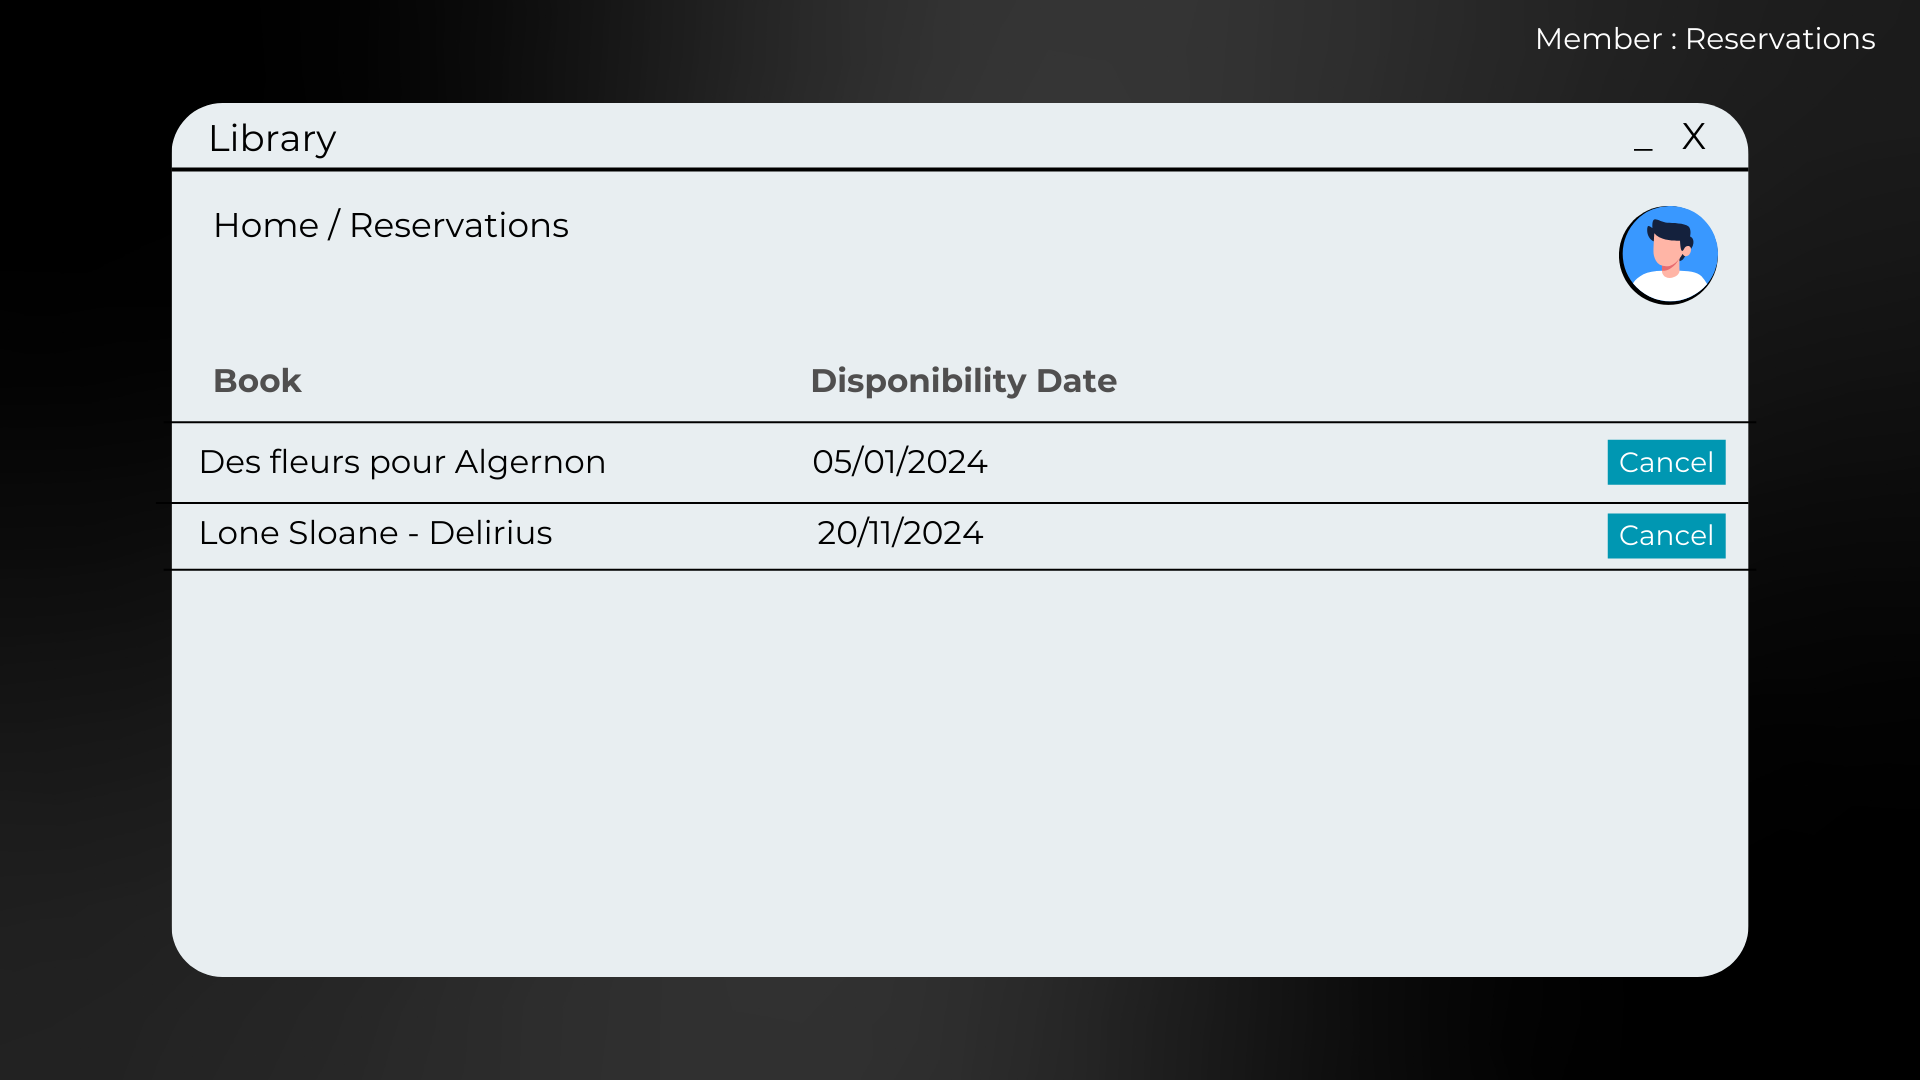 Member : Reservations
Library
_ X
Home / Reservations
Book Disponibility Date
Des fleurs pour Algernon 05/01/2024 Cancel
Lone Sloane - Delirius 20/11/2024 Cancel